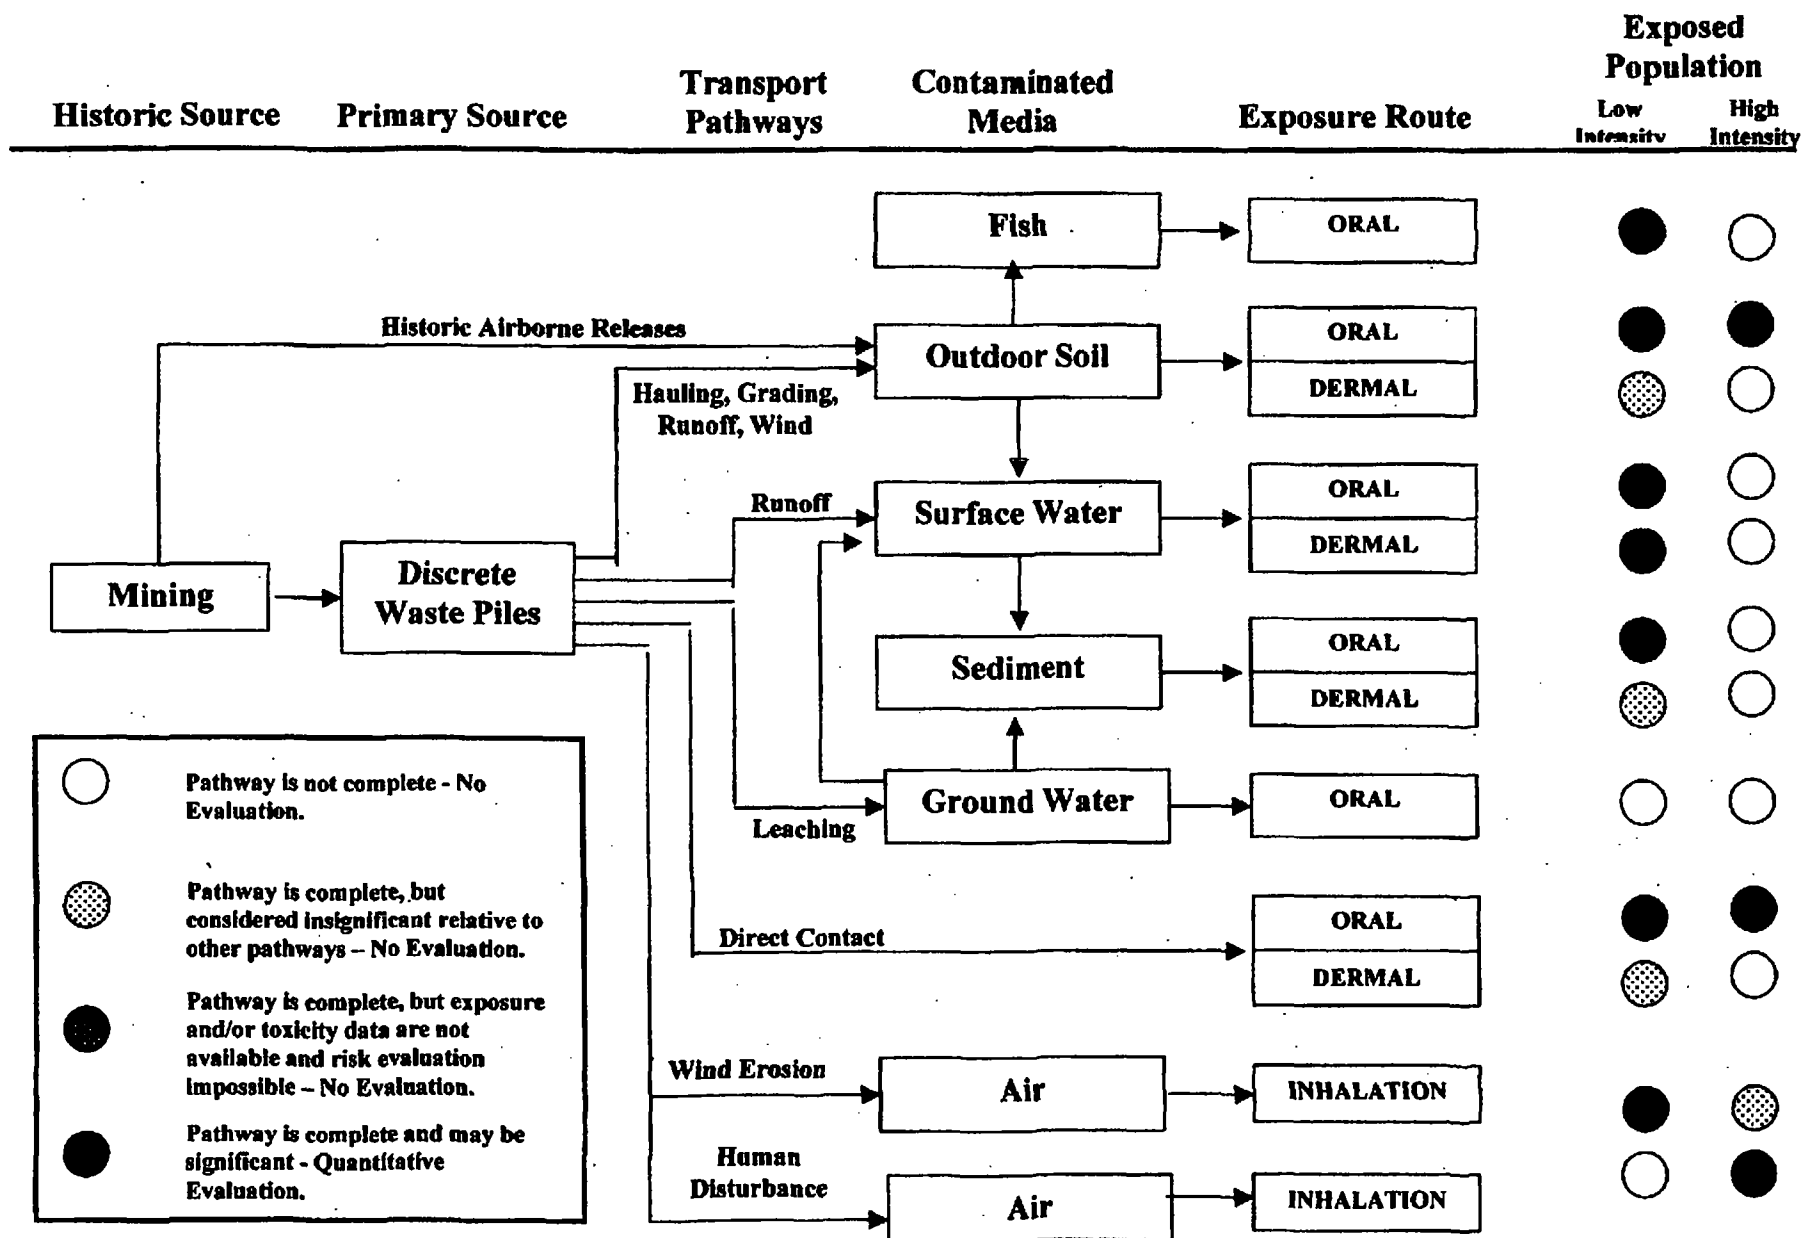 Exposed
Population
Transport
Pathways
Contaminated
Media
Historic Source
Primary Source
Exposure Route
Low
Intensity
High
Intensity
Fish
ORAL
Historic Airborne Releases
Outdoor Soil
ORAL
DERMAL
Hauling, Grading,
Runoff, Wind
Runoff
Surface Water
ORAL
DERMAL
Mining
Discrete
Waste Piles
Sediment
ORAL
DERMAL
Ground Water
ORAL
Leaching
Direct Contact
ORAL
DERMAL
Wind Erosion
Air
INHALATION
Human
Disturbance
Air
INHALATION
Pathway is not complete - No
Evaluation.
Pathway is complete, but
considered insignificant relative to
other pathways – No Evaluation.
Pathway is complete, but exposure
and/or toxicity data are not
available and risk evaluation
impossible – No Evaluation.
Pathway is complete and may be
significant - Quantitative
Evaluation.